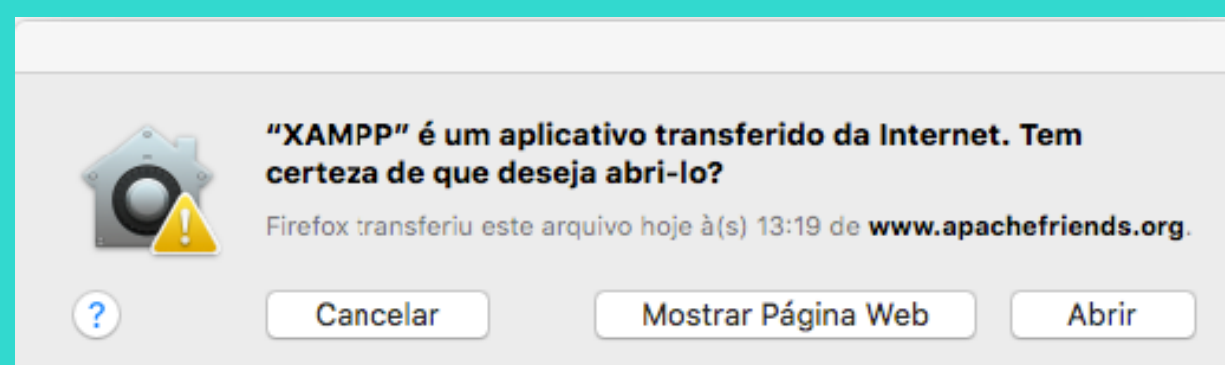 “XAMPP” é um aplicativo transferido da Internet. Tem
certeza de que deseja abri-lo?
Firefox transferiu este arquivo hoje à(s) 13:19 de www.apachefriends.org.
?
Cancelar
Mostrar Página Web
Abrir